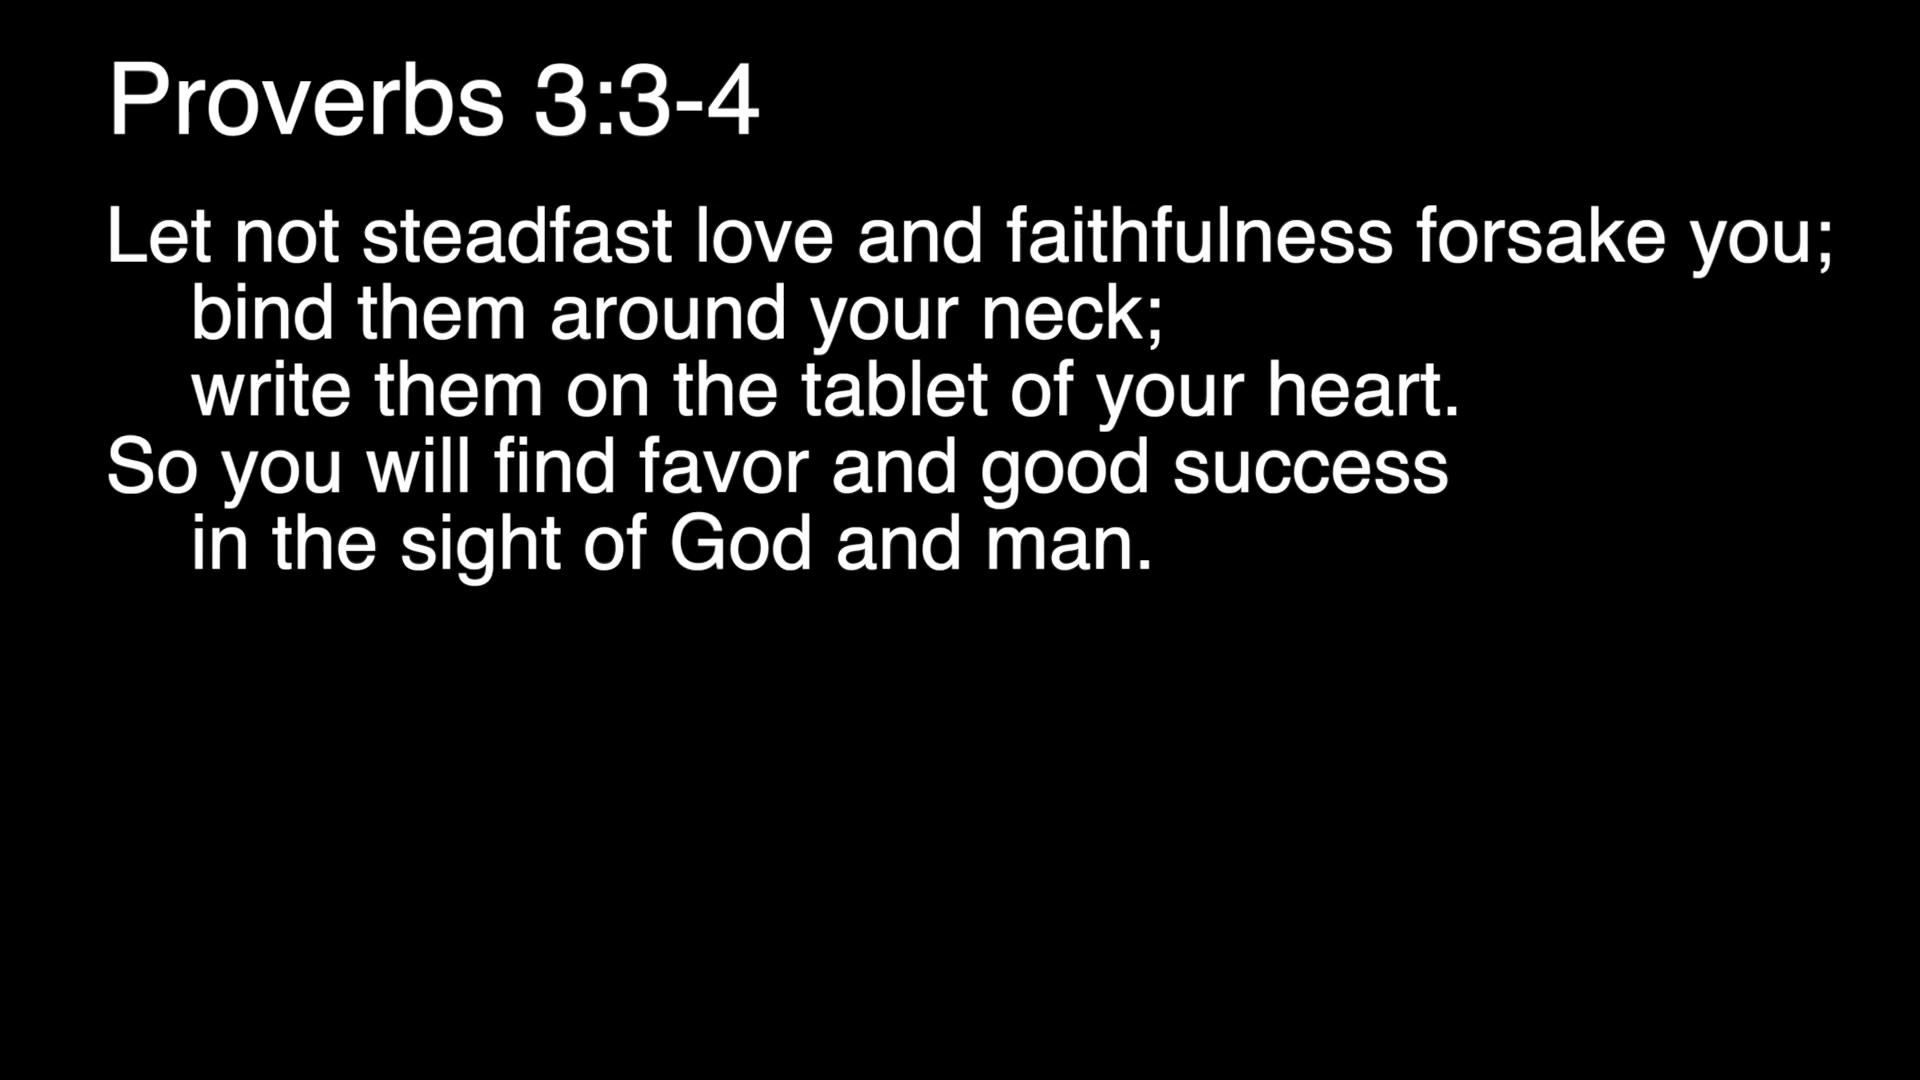 Proverbs 3:3-4
Let not steadfast love and faithfulness forsake you;
bind them around your neck;
write them on the tablet of your heart.
So you will find favor and good success
in the sight of God and man.